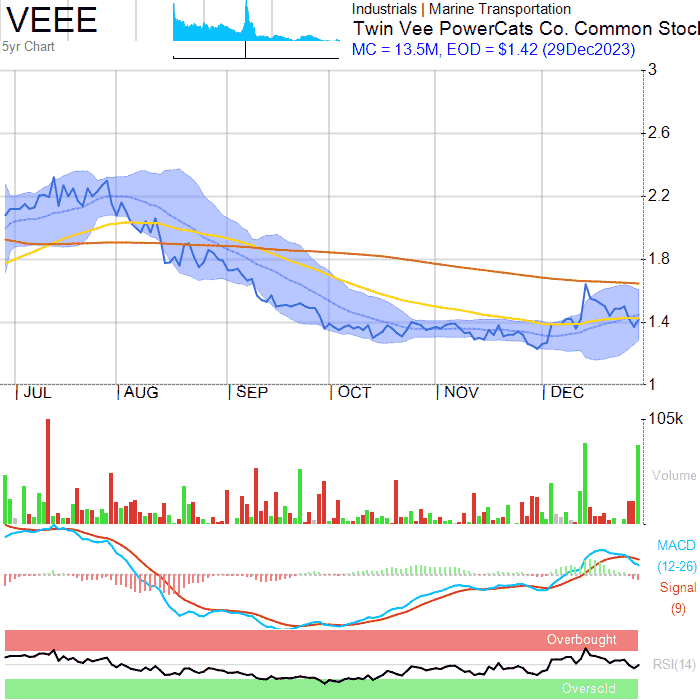 VEEE
5yr Chart
Industrials | Marine Transportation
Twin Vee PowerCats Co. Common Stoc
MC = 13.5M, EOD = $1.42 (29Dec2023)
3
2.6
2.2
1.8
1.4
1
JUL AUG SEP OCT NOV DEC
105k
Volume
MACD
(12-26)
Signal
(9)
Overbought
RSI(14)
Oversold